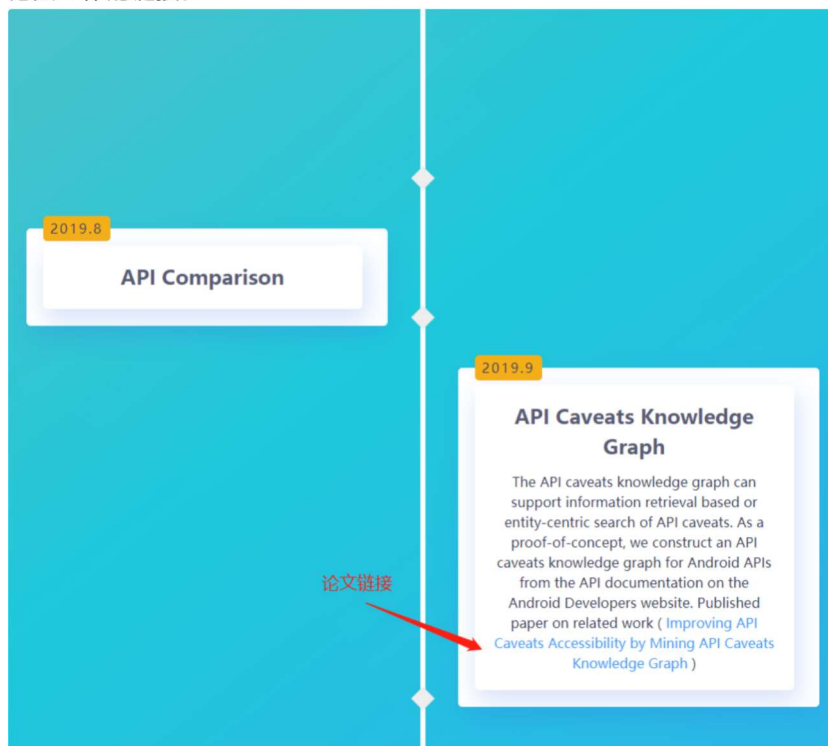 2019.8
API Comparison
2019.9
API Caveats Knowledge
Graph
The API caveats knowledge graph can
support information retrieval based or
entity-centric search of API caveats. As a
proof-of-concept, we construct an API
caveats knowledge graph for Android APIs
from the API documentation on the
Android Developers website. Published
paper on related work ( Improving API
Caveats Accessibility by Mining API Caveats
Knowledge Graph )
论文链接